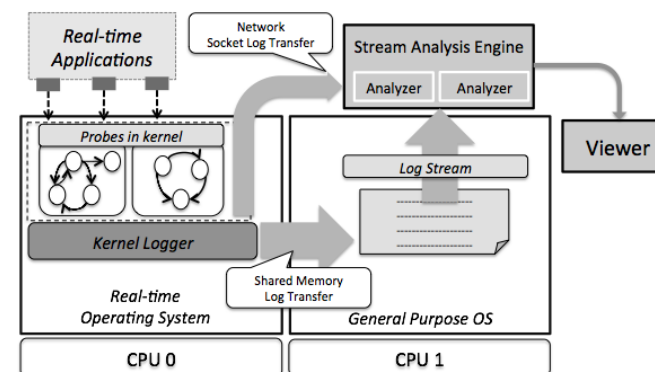 Real-time
Applications
Network
Socket Log Transfer
Stream Analysis Engine
Analyzer
Analyzer
Probes in kernel
Viewer
Log Stream
Kernel Logger
Shared Memory
Log Transfer
Real-time
Operating System
General Purpose OS
CPU 0
CPU 1